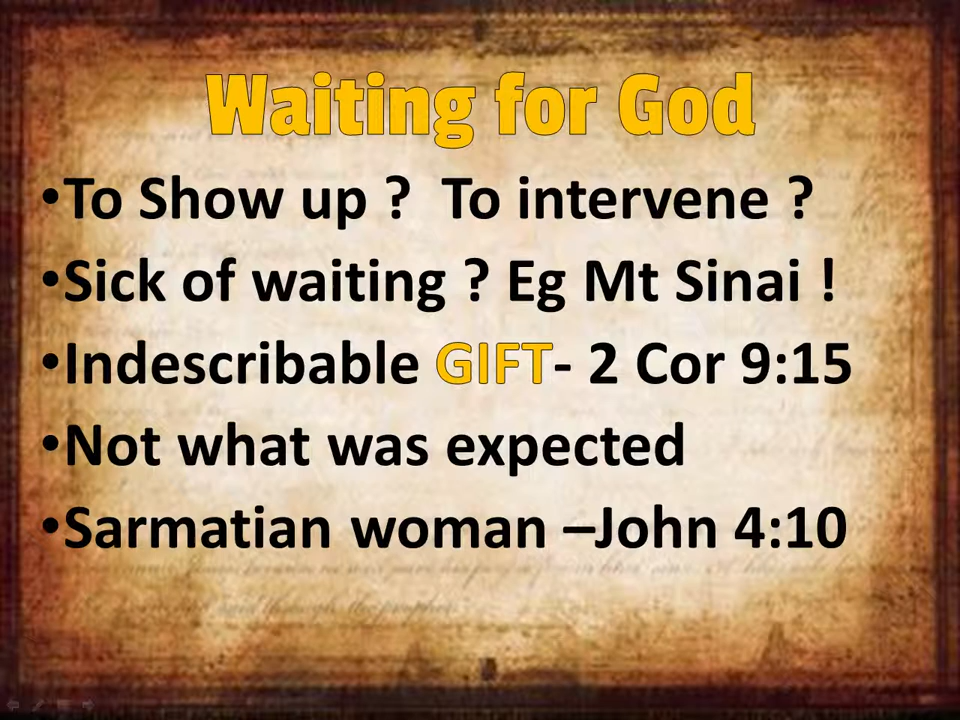 Waiting for God
•To Show up ?  To intervene ?
•Sick of waiting ? Eg Mt Sinai !
•Indescribable GIFT- 2 Cor 9:15
•Not what was expected
•Sarmatian woman –John 4:10